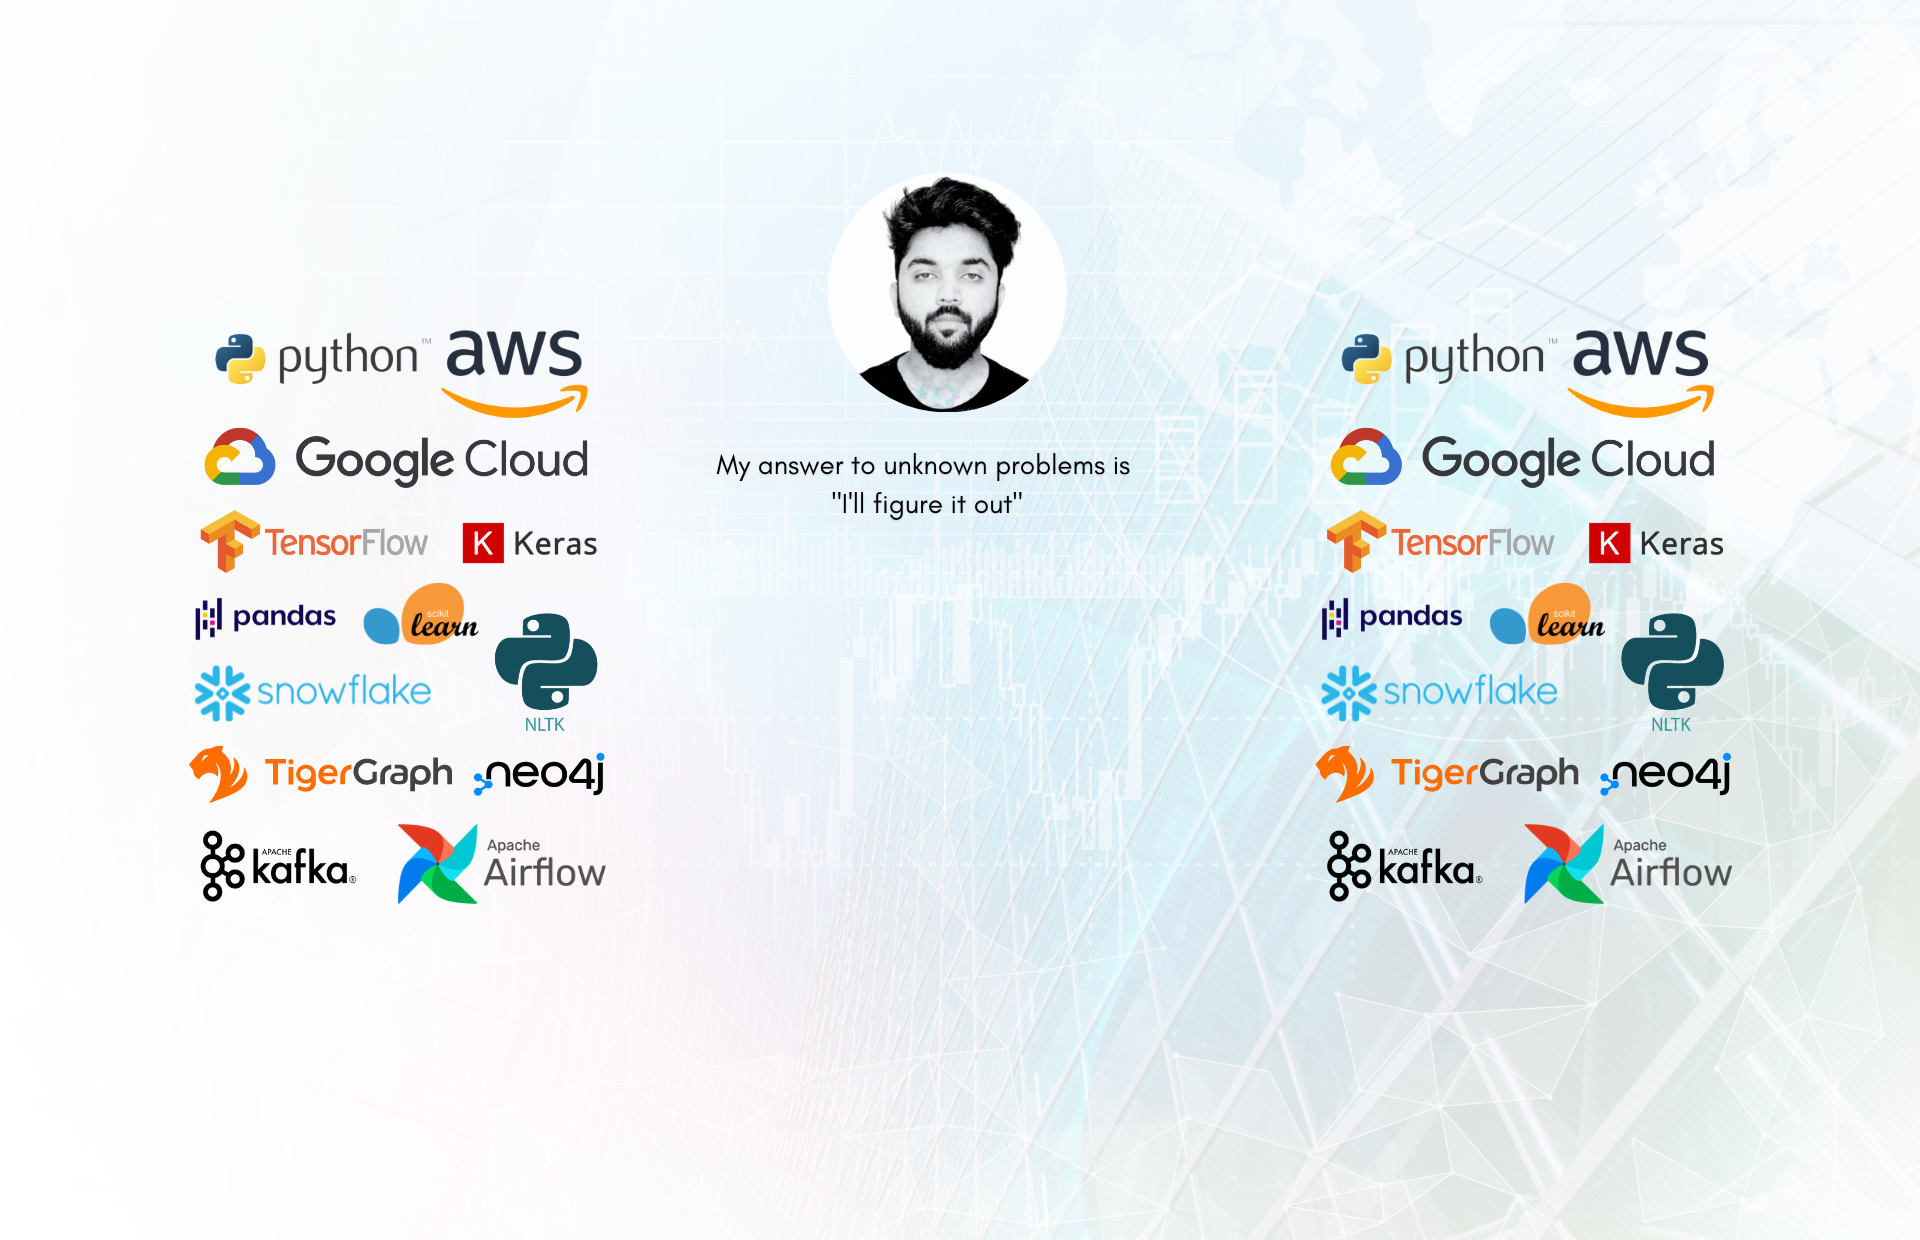 python™ aws
Google Cloud
TensorFlow K Keras
pandas scikit learn
snowflake
NLTK
TigerGraph neo4j
APACHE kafka®
Apache Airflow
My answer to unknown problems is
"I'll figure it out"
python™ aws
Google Cloud
TensorFlow K Keras
pandas scikit learn
snowflake
NLTK
TigerGraph neo4j
APACHE kafka®
Apache Airflow